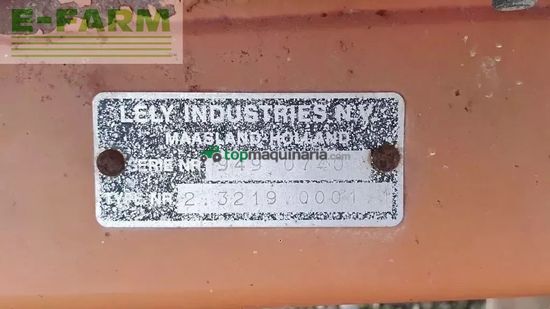 E-FARM
LELY INDUSTRIES N.V.
MAASLAND-HOLLAND
topmaquinaria.com
SERIE NR
TYPE NR 2.3219.0001